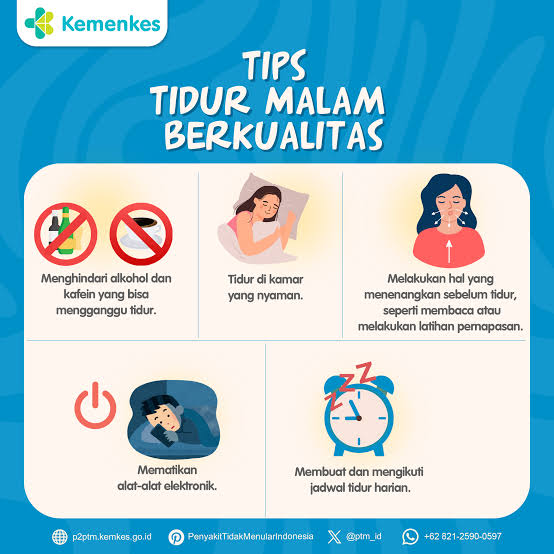 Kemenkes
TIPS
TIDUR MALAM
BERKUALITAS
Menghindari alkohol dan
kafein yang bisa
mengganggu tidur.
Tidur di kamar
yang nyaman.
Melakukan hal yang
menenangkan sebelum tidur,
seperti membaca atau
melakukan latihan pernapasan.
Mematikan
alat-alat elektronik.
ZZZ
Membuat dan mengikuti
jadwal tidur harian.
p2ptm.kemkes.go.id
PenyakitTidakMenularIndonesia
@ptm_id
+62 821-2590-0597